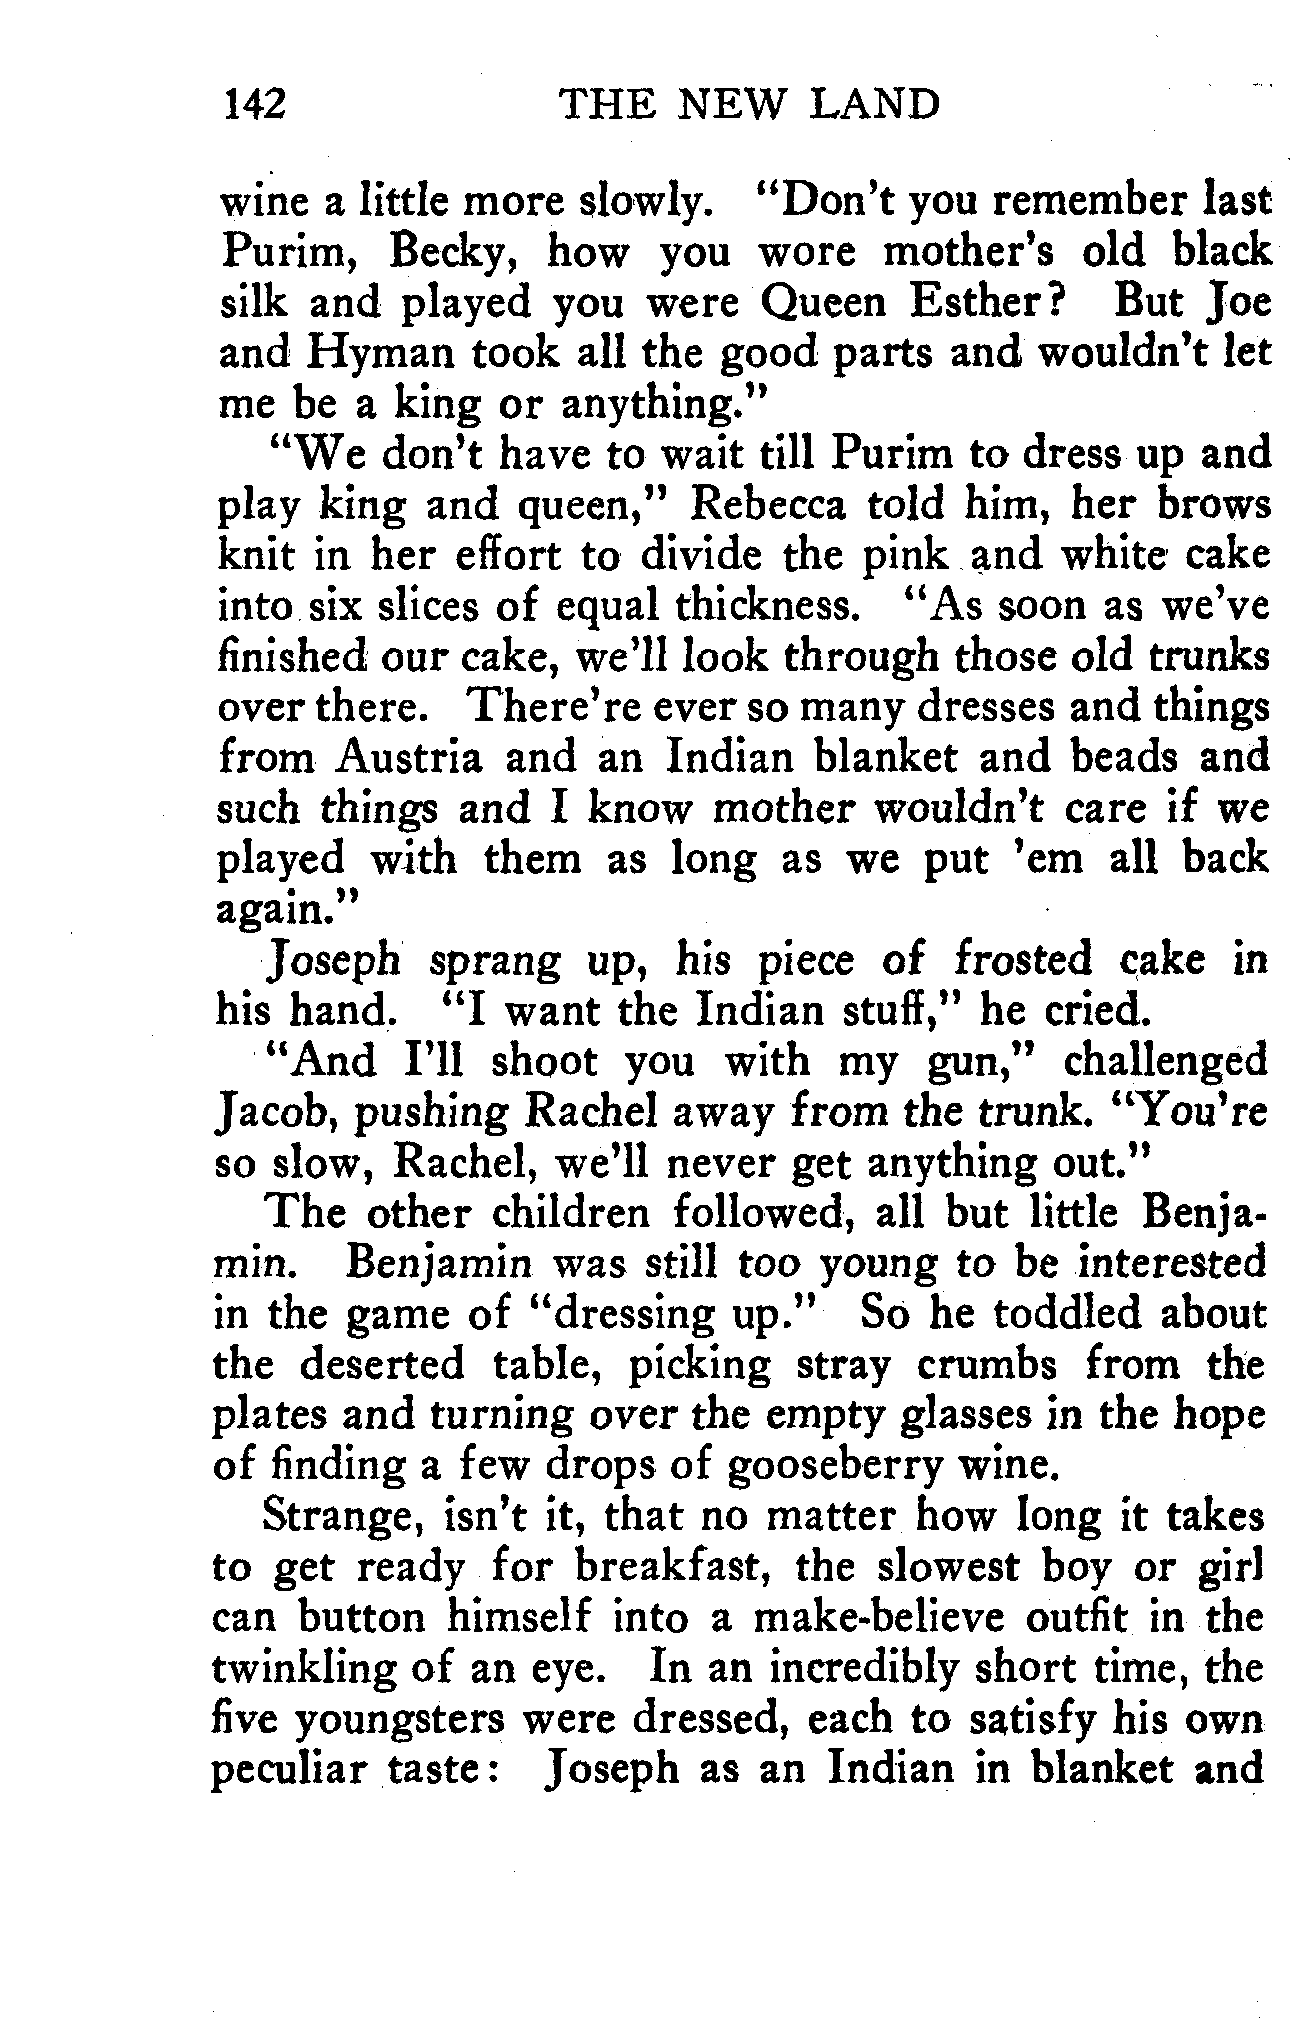 142 THE NEW LAND
wine a little more slowly. "Don't you remember last
Purim, Becky, how you wore mother's old black
silk and played you were Queen Esther? But Joe
and Hyman took all the good parts and wouldn't let
me be a king or anything."
"We don't have to wait till Purim to dress up and
play king and queen," Rebecca told him, her brows
knit in her effort to divide the pink and white cake
into six slices of equal thickness. "As soon as we've
finished our cake, we'll look through those old trunks
over there. There're ever so many dresses and things
from Austria and an Indian blanket and beads and
such things and I know mother wouldn't care if we
played with them as long as we put 'em all back
again."
Joseph sprang up, his piece of frosted cake in
his hand. "I want the Indian stuff," he cried.
"And I'll shoot you with my gun," challenged
Jacob, pushing Rachel away from the trunk. "You're
so slow, Rachel, we'll never get anything out."
The other children followed, all but little Benja-
min. Benjamin was still too young to be interested
in the game of "dressing up." So he toddled about
the deserted table, picking stray crumbs from the
plates and turning over the empty glasses in the hope
of finding a few drops of gooseberry wine.
Strange, isn't it, that no matter how long it takes
to get ready for breakfast, the slowest boy or girl
can button himself into a make-believe outfit in the
twinkling of an eye. In an incredibly short time, the
five youngsters were dressed, each to satisfy his own
peculiar taste: Joseph as an Indian in blanket and